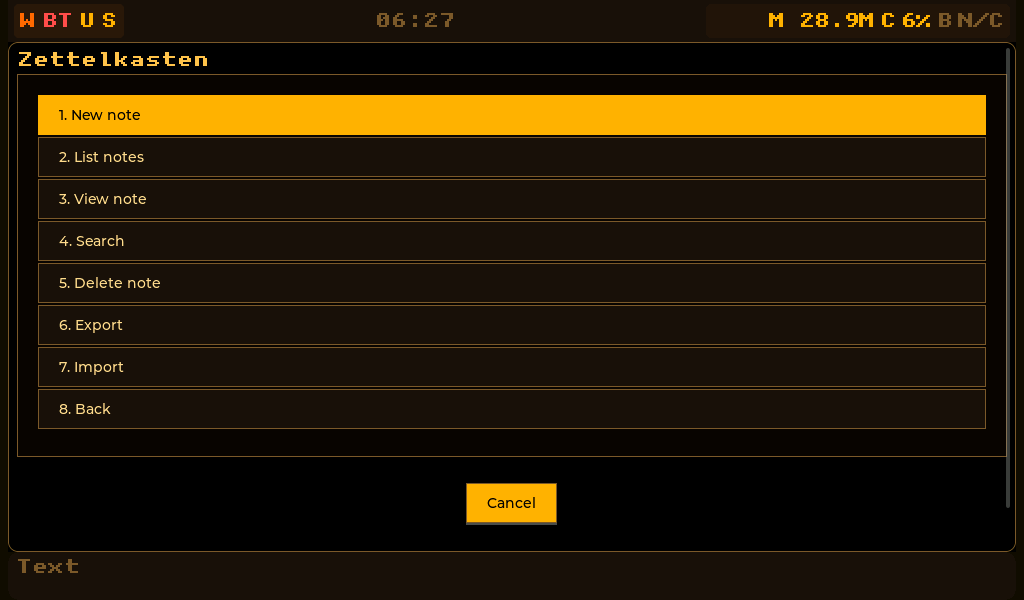 W BT U S 06:27 M 28.9M C 6% B N/C
Zettelkasten
1. New note
2. List notes
3. View note
4. Search
5. Delete note
6. Export
7. Import
8. Back
Cancel
Text